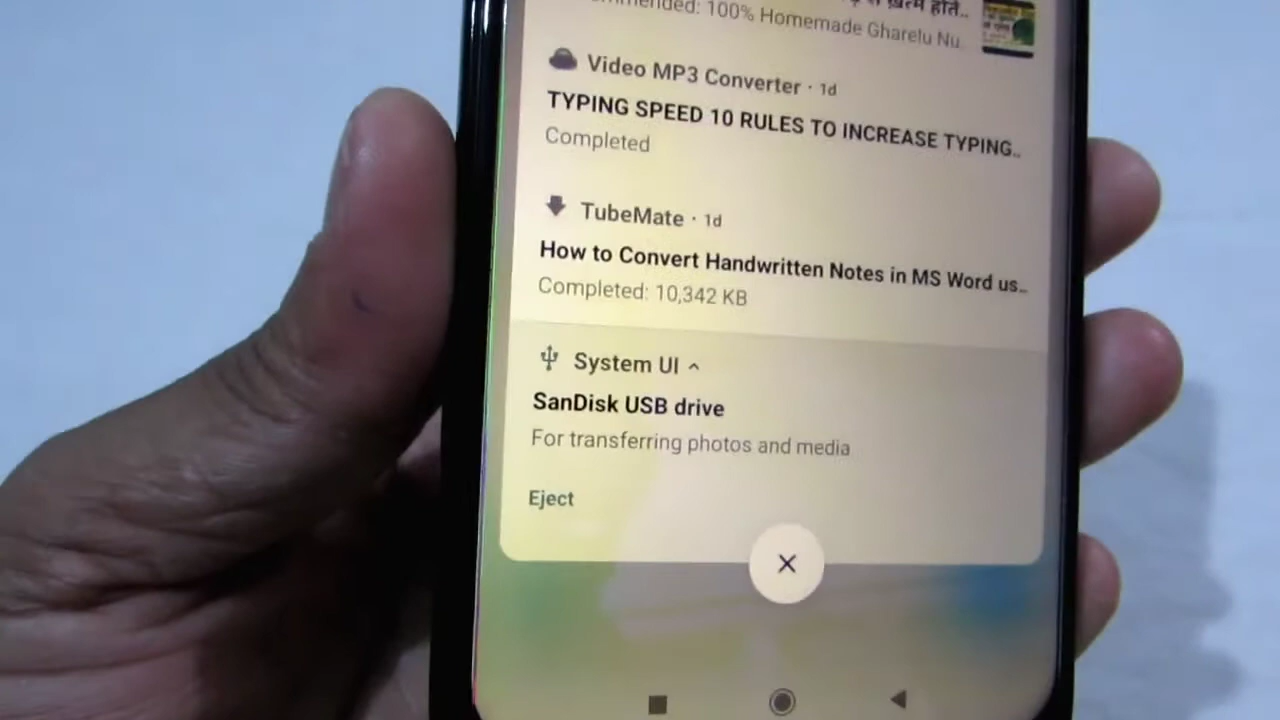 ख़त्म होते..
mmended: 100% Homemade Gharelu Nu
Video MP3 Converter · 1d
TYPING SPEED 10 RULES TO INCREASE TYPING..
Completed
TubeMate · 1d
How to Convert Handwritten Notes in MS Word us..
Completed: 10,342 KB
System UI
SanDisk USB drive
For transferring photos and media
Eject